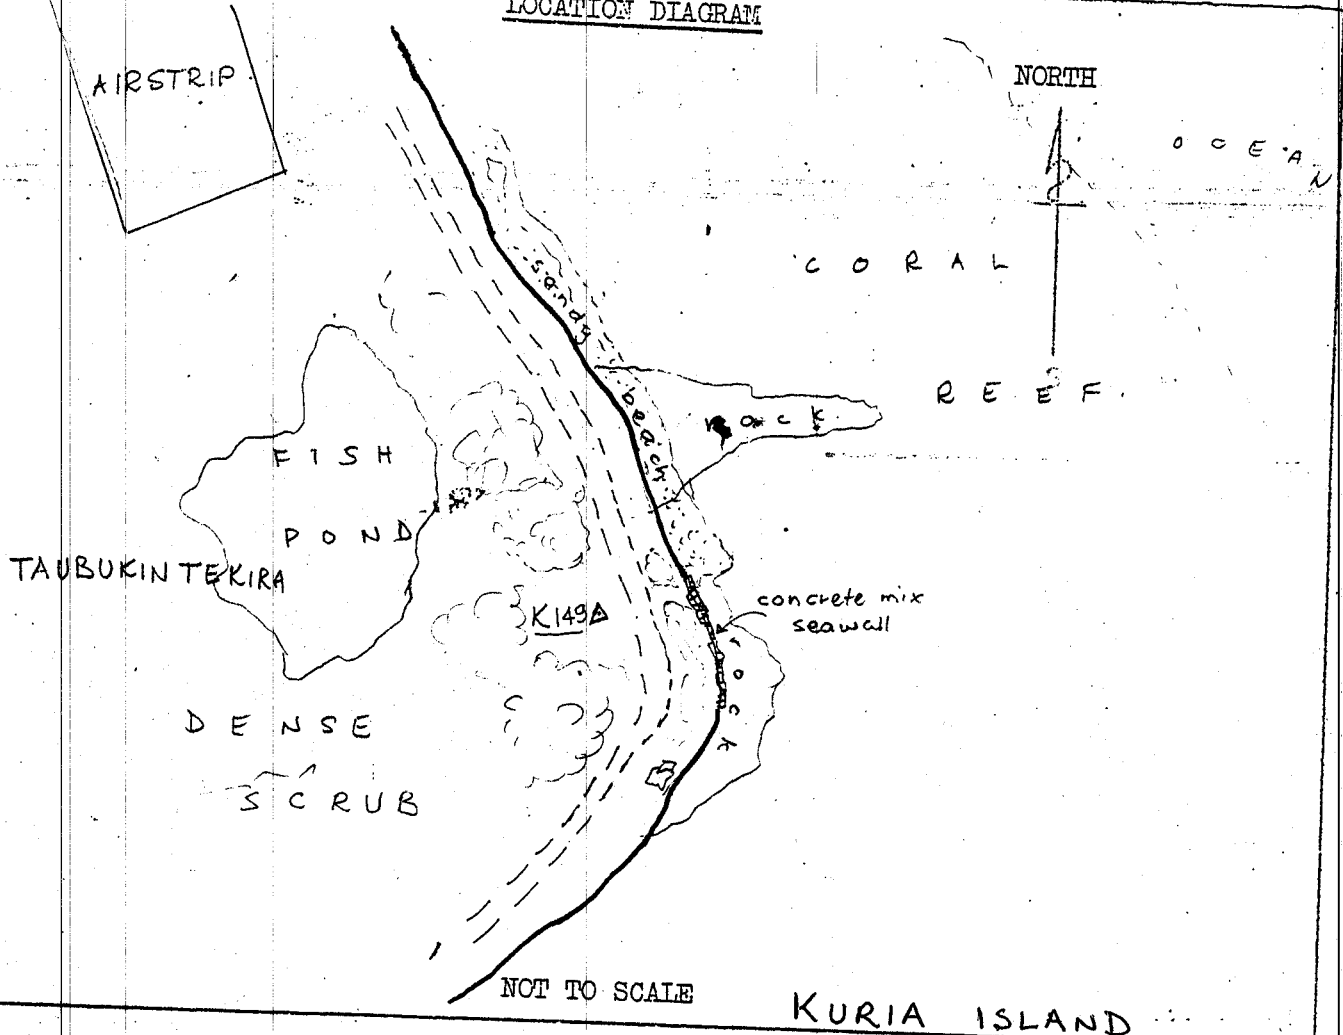 LOCATION DIAGRAM
AIRSTRIP
NORTH
OCEAN
CORAL
REEF.
sandy beach
rock
FISH
POND
TAUBUKINTEKIRA
K149
concrete mix
seawall
rock
DENSE
SCRUB
NOT TO SCALE
KURIA ISLAND